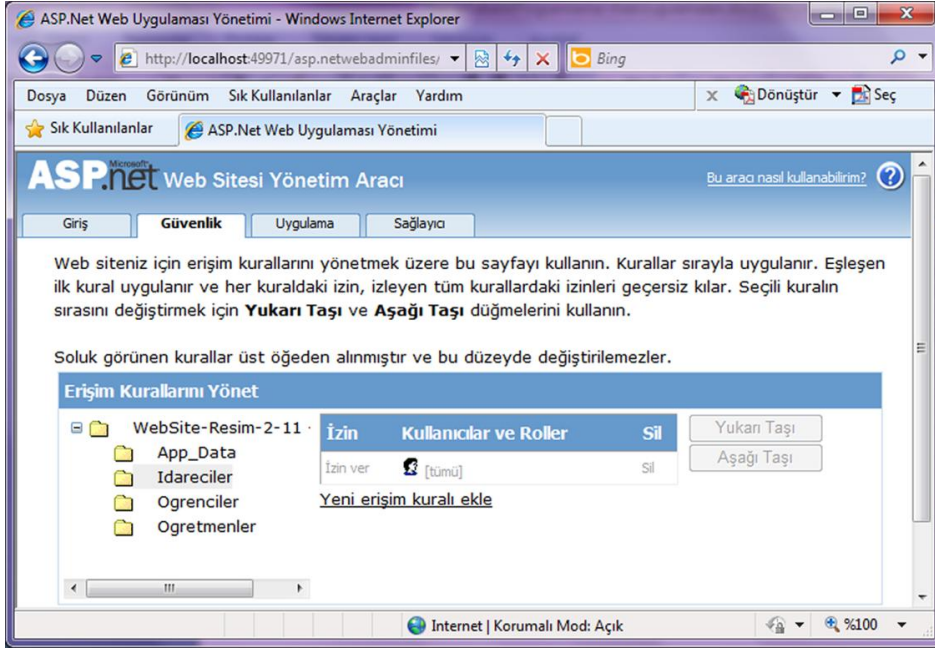 ASP.Net Web Uygulaması Yönetimi - Windows Internet Explorer
http://localhost:49971/asp.netwebadminfiles/
Bing
Dosya Düzen Görünüm Sık Kullanılanlar Araçlar Yardım
x Dönüştür Seç
Sık Kullanılanlar
ASP.Net Web Uygulaması Yönetimi
Microsoft
ASP.net Web Sitesi Yönetim Aracı
Bu aracı nasıl kullanabilirim? ?
Giriş Güvenlik Uygulama Sağlayıcı
Web siteniz için erişim kurallarını yönetmek üzere bu sayfayı kullanın. Kurallar sırayla uygulanır. Eşleşen
ilk kural uygulanır ve her kuraldaki izin, izleyen tüm kurallardaki izinleri geçersiz kılar. Seçili kuralın
sırasını değiştirmek için Yukarı Taşı ve Aşağı Taşı düğmelerini kullanın.
Soluk görünen kurallar üst öğeden alınmıştır ve bu düzeyde değiştirilemezler.
Erişim Kurallarını Yönet
WebSite-Resim-2-11
App_Data
Idareciler
Ogrenciler
Ogretmenler
İzin Kullanıcılar ve Roller Sil
İzin ver [tümü] Sil
Yeni erişim kuralı ekle
Yukarı Taşı
Aşağı Taşı
Internet | Korumalı Mod: Açık
%100